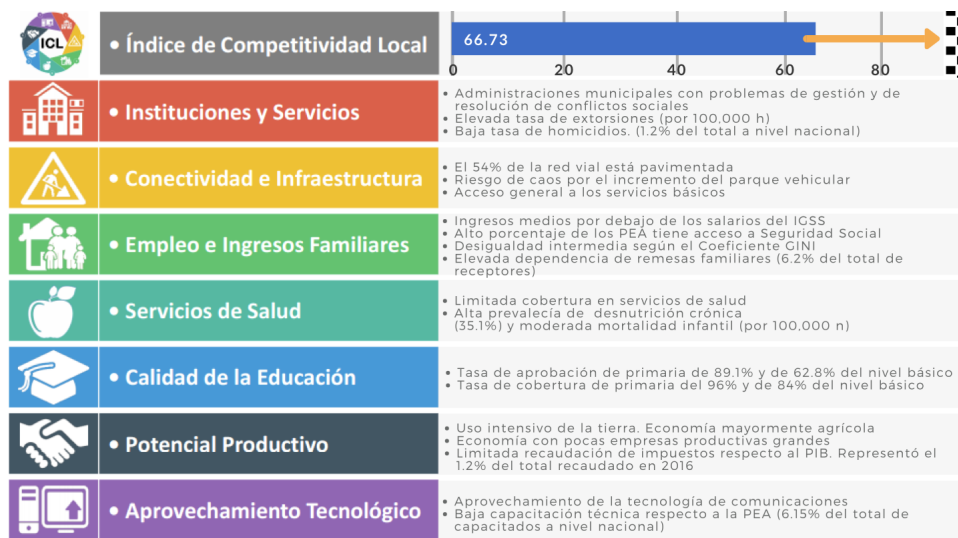 ICL
• Índice de Competitividad Local
66.73
0 20 40 60 80
• Instituciones y Servicios
• Administraciones municipales con problemas de gestión y de
resolución de conflictos sociales
• Elevada tasa de extorsiones (por 100,000 h)
• Baja tasa de homicidios. (1.2% del total a nivel nacional)
• Conectividad e Infraestructura
• El 54% de la red vial está pavimentada
• Riesgo de caos por el incremento del parque vehicular
• Acceso general a los servicios básicos
• Empleo e Ingresos Familiares
• Ingresos medios por debajo de los salarios del IGSS
• Alto porcentaje de los PEA tiene acceso a Seguridad Social
• Desigualdad intermedia según el Coeficiente GINI
• Elevada dependencia de remesas familiares (6.2% del total de
receptores)
• Servicios de Salud
• Limitada cobertura en servicios de salud
• Alta prevalecía de desnutrición crónica
(35.1%) y moderada mortalidad infantil (por 100,000 n)
• Calidad de la Educación
• Tasa de aprobación de primaria de 89.1% y de 62.8% del nivel básico
• Tasa de cobertura de primaria del 96% y de 84% del nivel básico
• Potencial Productivo
• Uso intensivo de la tierra. Economía mayormente agrícola
• Economía con pocas empresas productivas grandes
• Limitada recaudación de impuestos respecto al PIB. Representó el
1.2% del total recaudado en 2016
• Aprovechamiento Tecnológico
• Aprovechamiento de la tecnología de comunicaciones
• Baja capacitación técnica respecto a la PEA (6.15% del total de
capacitados a nivel nacional)